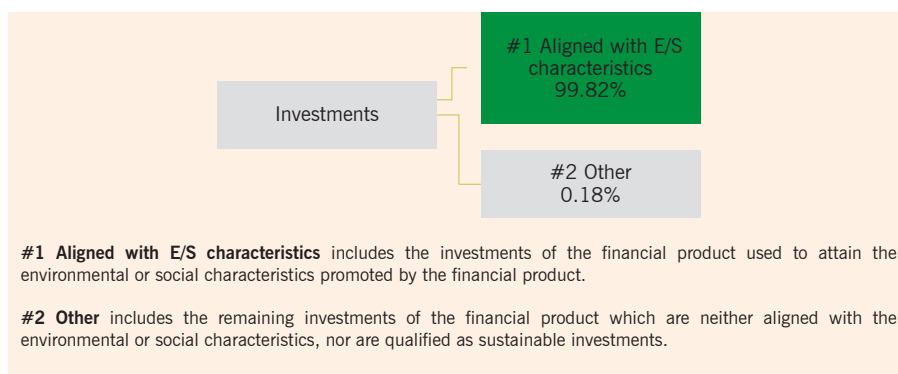 #1 Aligned with E/S
characteristics
99.82%
Investments
#2 Other
0.18%
#1 Aligned with E/S characteristics includes the investments of the financial product used to attain the
environmental or social characteristics promoted by the financial product.
#2 Other includes the remaining investments of the financial product which are neither aligned with the
environmental or social characteristics, nor are qualified as sustainable investments.